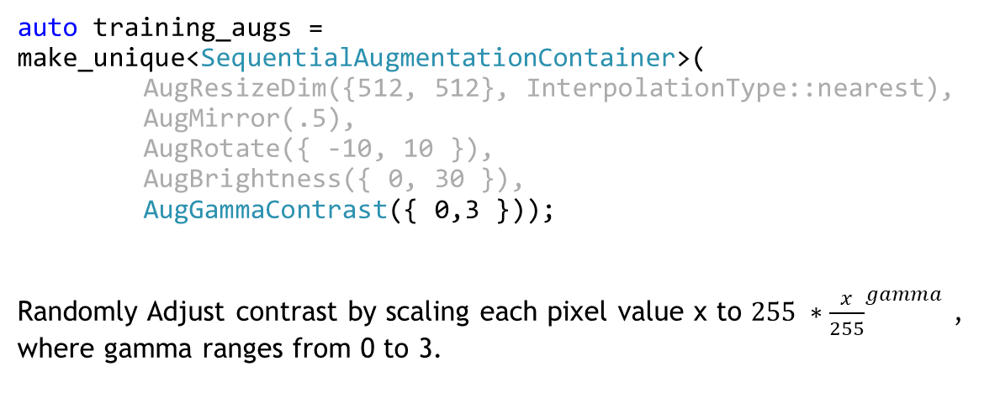 auto training_augs =
make_unique<SequentialAugmentationContainer>(
AugResizeDim({512, 512}, InterpolationType::nearest),
AugMirror(.5),
AugRotate({ -10, 10 }),
AugBrightness({ 0, 30 }),
AugGammaContrast({ 0,3 }));
Randomly Adjust contrast by scaling each pixel value x to 255 * x/255^gamma ,
where gamma ranges from 0 to 3.